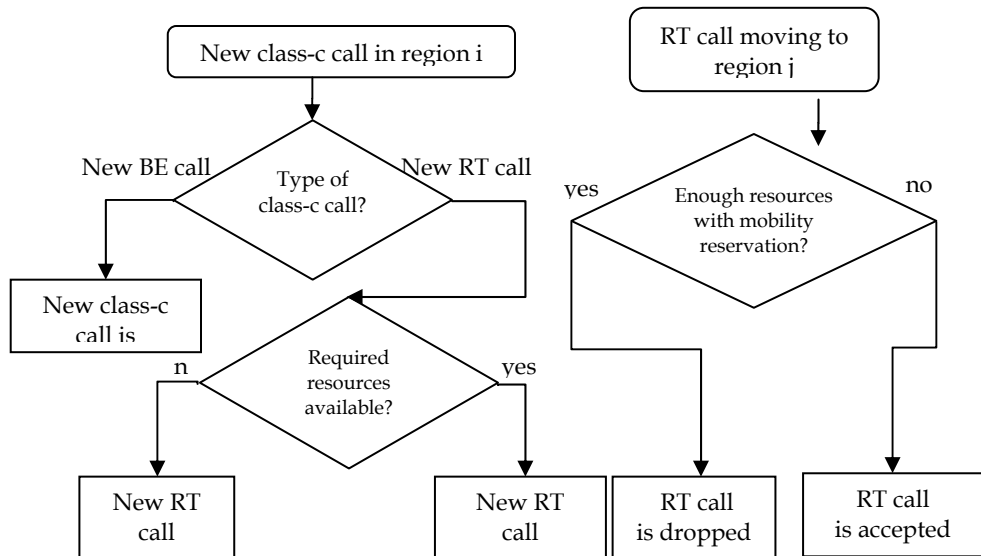 New class-c call in region i
New BE call
New RT call
Type of
class-c call?
New class-c
call is
n
yes
Required
resources
available?
New RT
call
New RT
call
RT call moving to
region j
yes
no
Enough resources
with mobility
reservation?
RT call
is dropped
RT call
is accepted